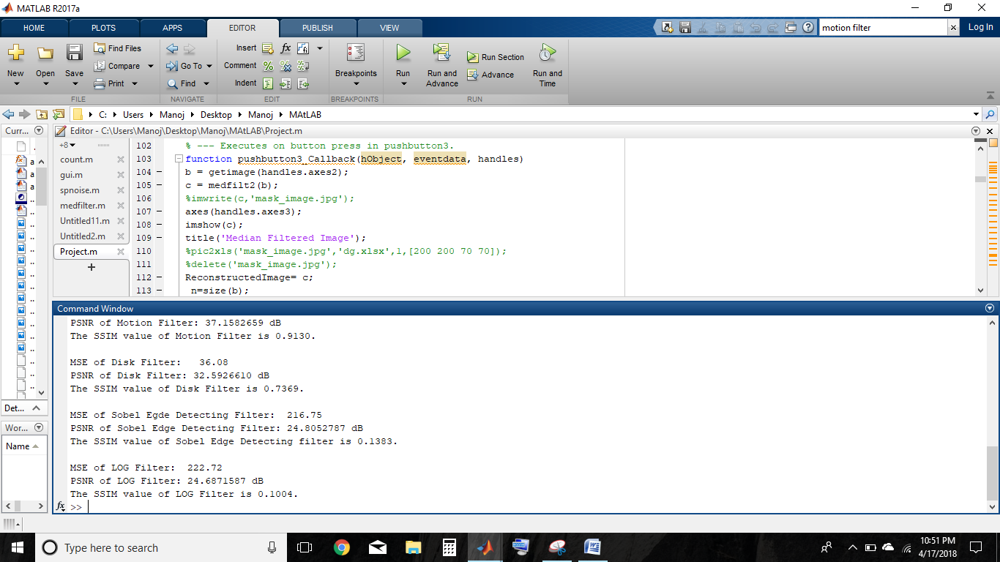 MATLAB R2017a
HOME PLOTS APPS EDITOR PUBLISH VIEW motion filter Log In
New Open Save Find Files Compare Print Go To Find Insert fx Comment Indent Breakpoints Run Run and Advance Run Section Advance Run and Time
FILE NAVIGATE EDIT BREAKPOINTS RUN
C: Users Manoj Desktop Manoj MAtLAB
Curr... Editor - C:\Users\Manoj\Desktop\Manoj\MAtLAB\Project.m
+8
count.m
gui.m
spnoise.m
medfilter.m
Untitled11.m
Untitled2.m
Project.m
102 % --- Executes on button press in pushbutton3.
103 function pushbutton3_Callback(hObject, eventdata, handles)
104 b = getimage(handles.axes2);
105 c = medfilt2(b);
106 %imwrite(c,'mask_image.jpg');
107 axes(handles.axes3);
108 imshow(c);
109 title('Median Filtered Image');
110 %pic2xls('mask_image.jpg','dg.xlsx',1,[200 200 70 70]);
111 %delete('mask_image.jpg');
112 ReconstructedImage= c;
113 n=size(b);
Det...
Wor...
Name
Command Window
PSNR of Motion Filter: 37.1582659 dB
The SSIM value of Motion Filter is 0.9130.
MSE of Disk Filter: 36.08
PSNR of Disk Filter: 32.5926610 dB
The SSIM value of Disk Filter is 0.7369.
MSE of Sobel Egde Detecting Filter: 216.75
PSNR of Sobel Edge Detecting Filter: 24.8052787 dB
The SSIM value of Sobel Edge Detecting filter is 0.1383.
MSE of LOG Filter: 222.72
PSNR of LOG Filter: 24.6871587 dB
The SSIM value of LOG Filter is 0.1004.
fx >>
Type here to search
10:51 PM
4/17/2018